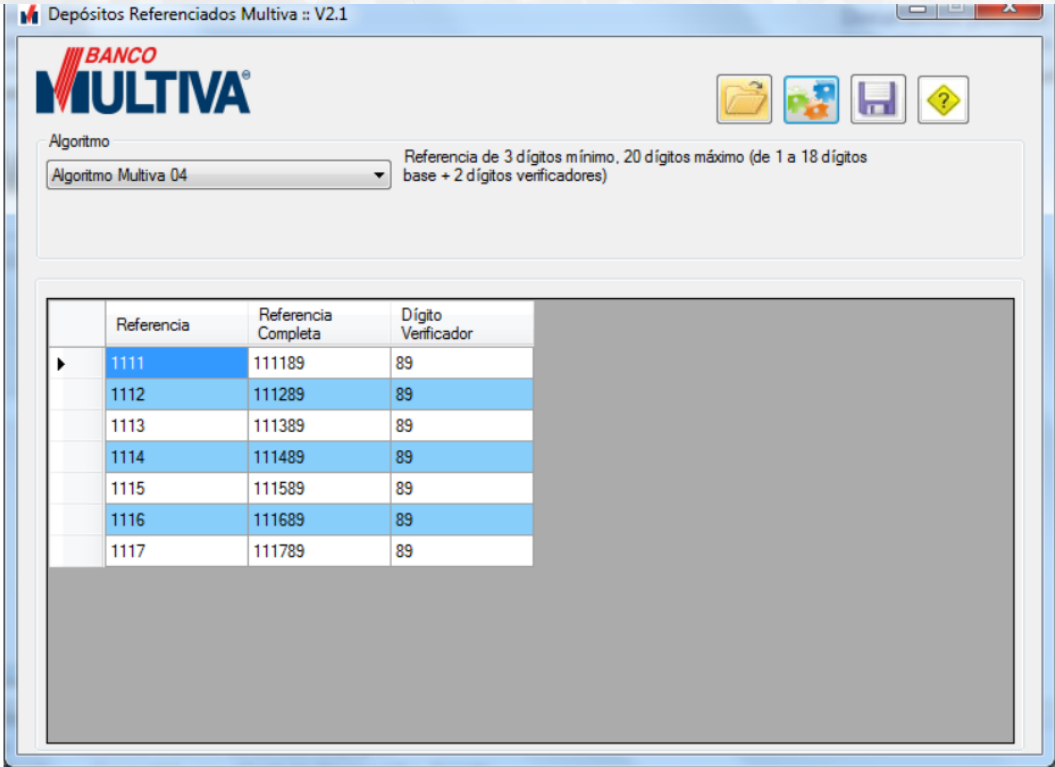 Depósitos Referenciados Multiva :: V2.1
BANCO
MULTIVA®
Algoritmo
Algoritmo Multiva 04
Referencia de 3 dígitos mínimo, 20 dígitos máximo (de 1 a 18 dígitos
base + 2 dígitos verificadores)
Referencia Referencia Completa Dígito Verificador
1111 111189 89
1112 111289 89
1113 111389 89
1114 111489 89
1115 111589 89
1116 111689 89
1117 111789 89